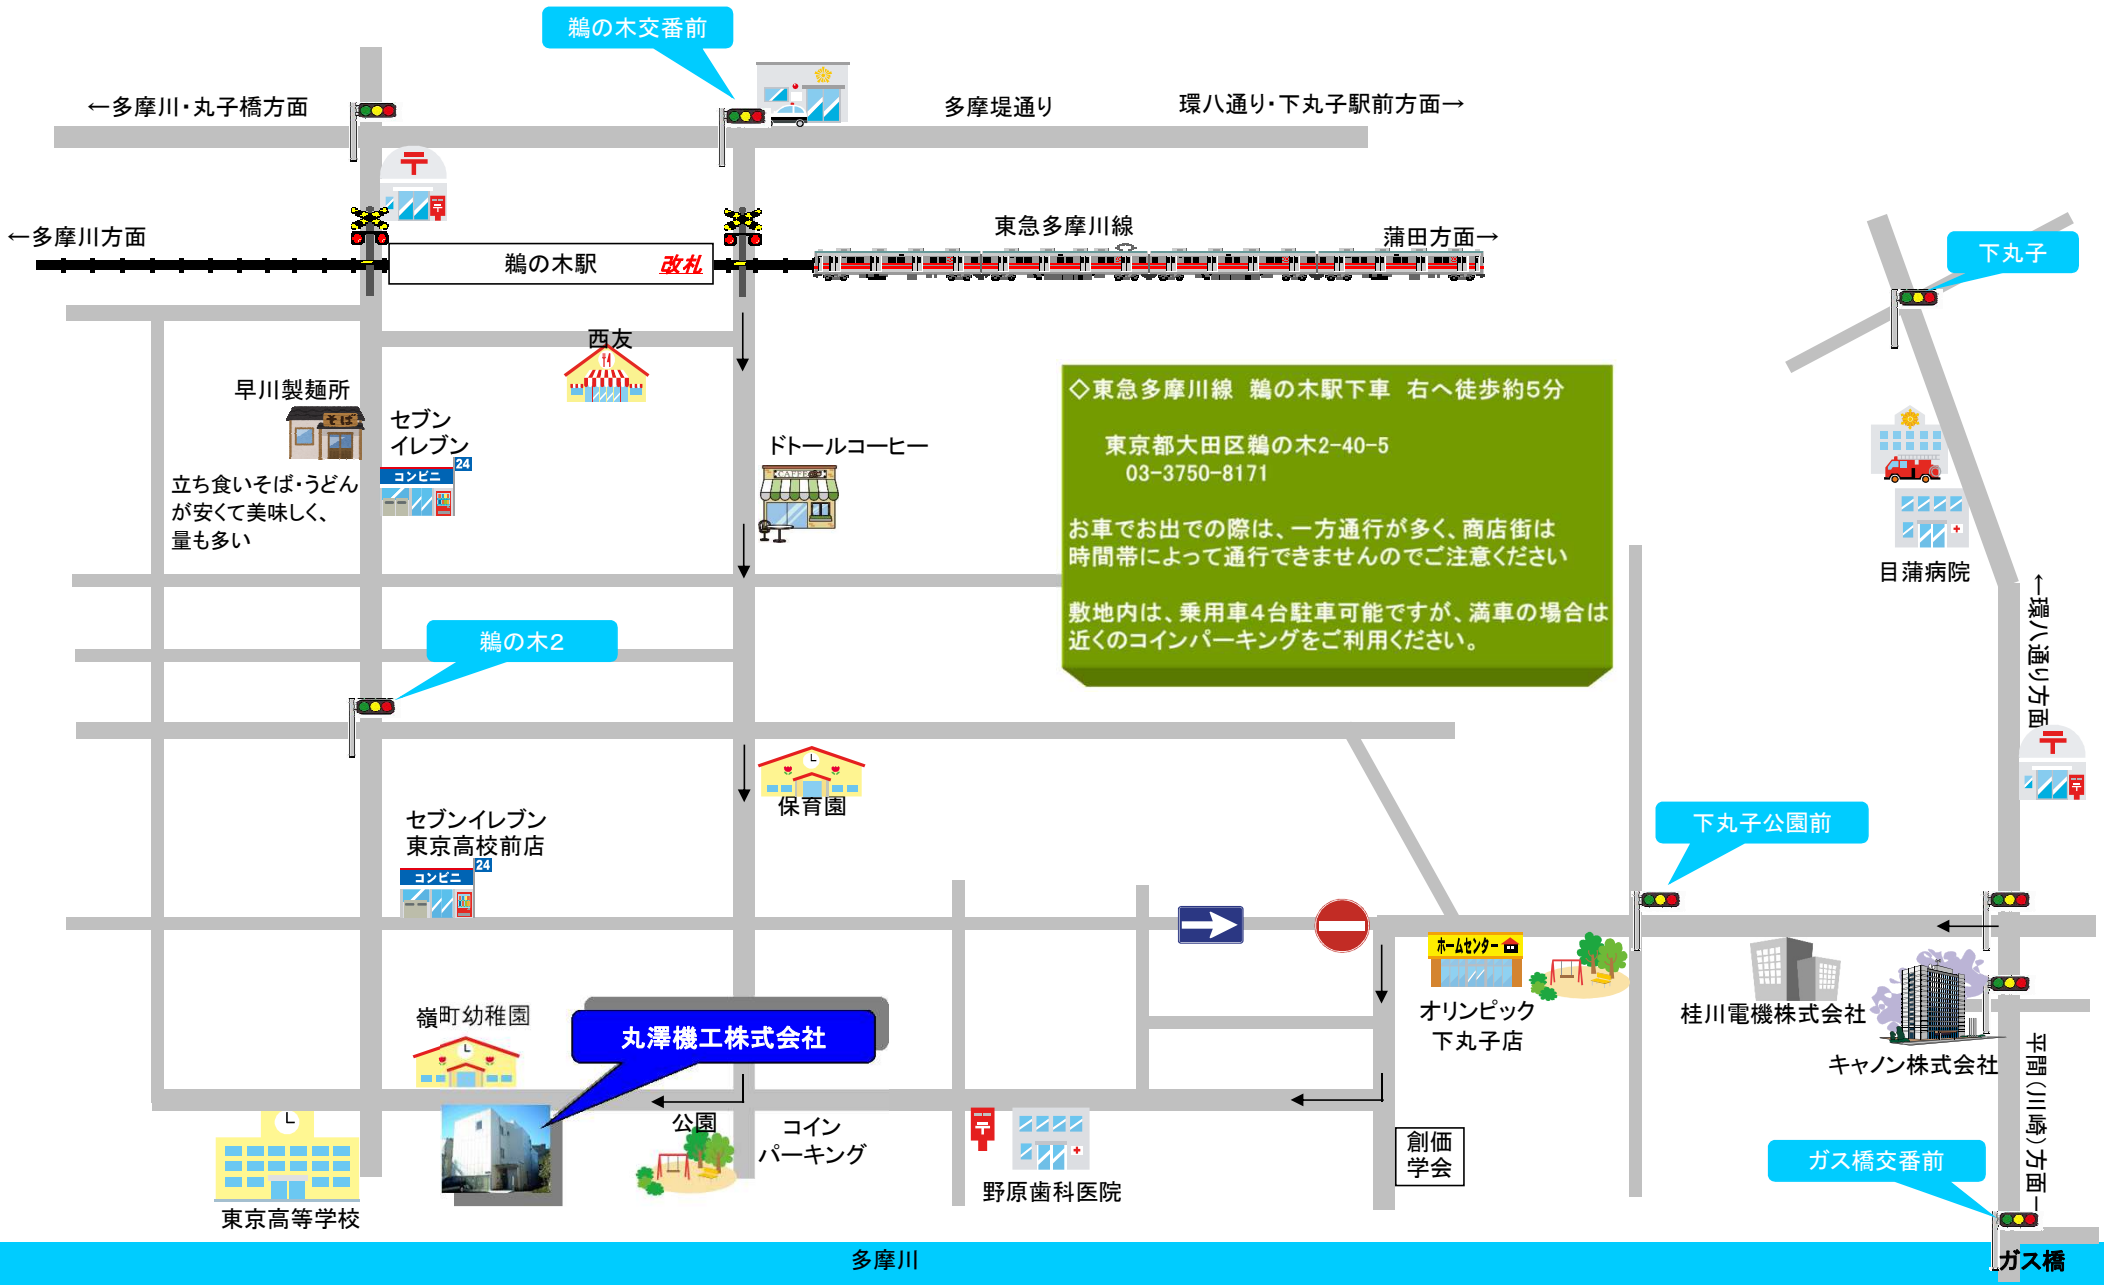 鵜の木交番前
←多摩川・丸子橋方面
多摩堤通り
環八通り・下丸子駅前方面→
〒
←多摩川方面
東急多摩川線
蒲田方面→
下丸子
鵜の木駅
改札
西友
早川製麺所
そば
セブン
イレブン
24
コンビニ
立ち食いそば・うどん
が安くて美味しく、
量も多い
ドトールコーヒー
CAFFE
◇東急多摩川線 鵜の木駅下車 右へ徒歩約5分
東京都大田区鵜の木2-40-5
03-3750-8171
お車でお出での際は、一方通行が多く、商店街は
時間帯によって通行できませんのでご注意ください
敷地内は、乗用車4台駐車可能ですが、満車の場合は
近くのコインパーキングをご利用ください。
目蒲病院
←環八通り方面
鵜の木2
〒
保育園
セブンイレブン
東京高校前店
24
コンビニ
下丸子公園前
ホームセンター
オリンピック
下丸子店
桂川電機株式会社
キャノン株式会社
嶺町幼稚園
丸澤機工株式会社
平間(川崎)方面→
公園
コイン
パーキング
〒
野原歯科医院
創価
学会
ガス橋交番前
東京高等学校
多摩川
ガス橋